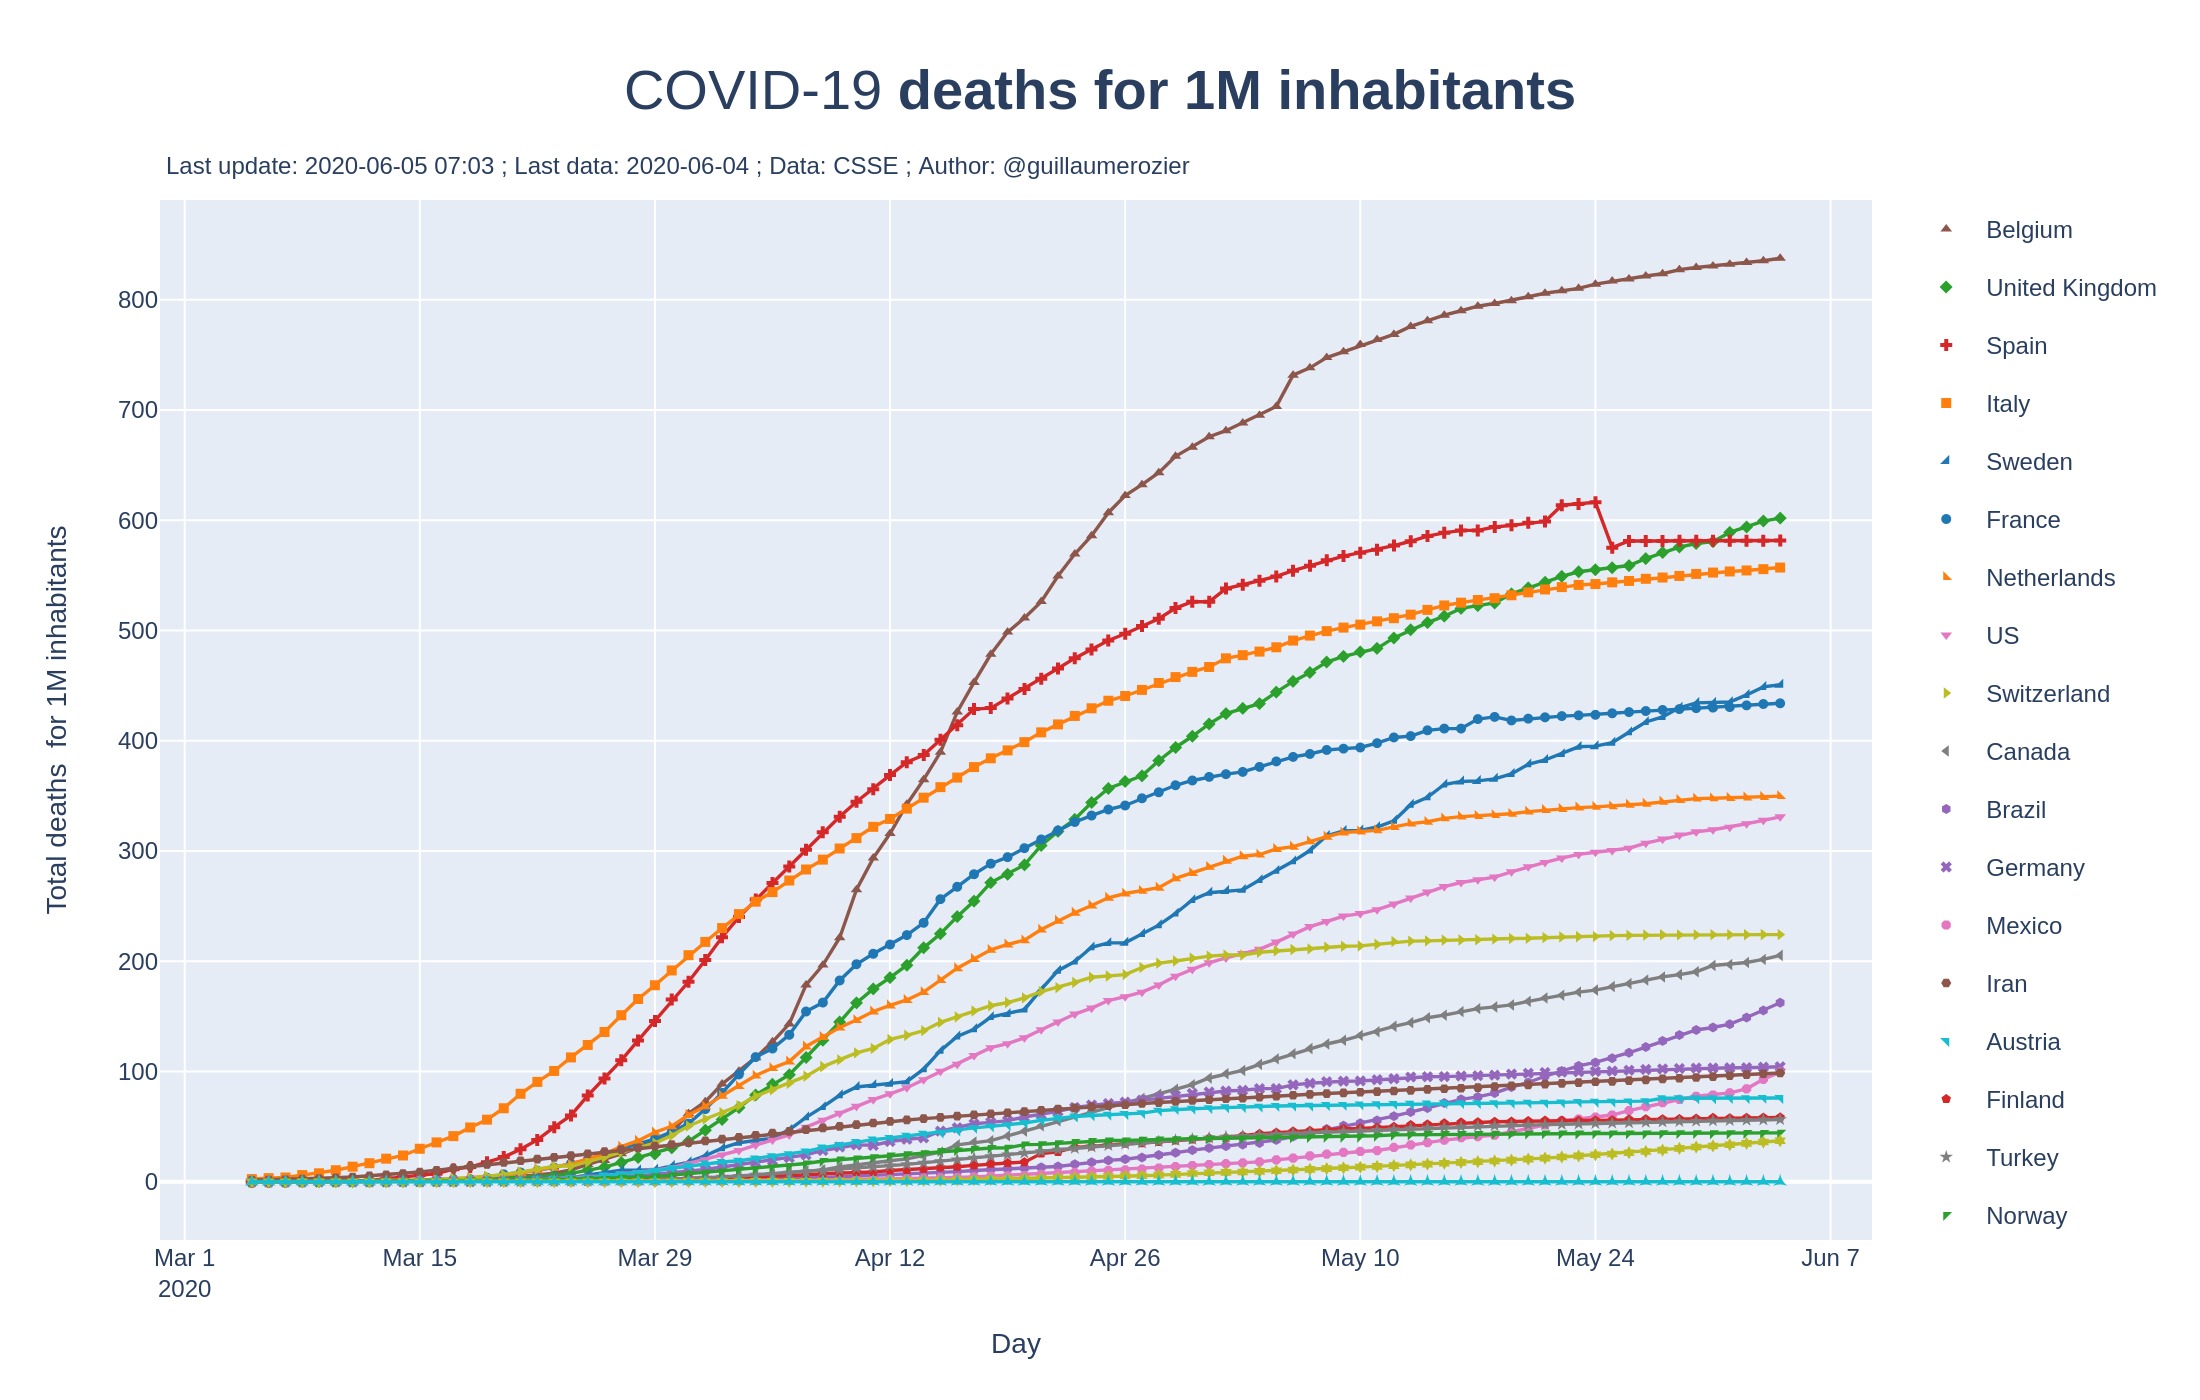 COVID-19 deaths for 1M inhabitants
Last update: 2020-06-05 07:03 ; Last data: 2020-06-04 ; Data: CSSE ; Author: @guillaumerozier
Total deaths for 1M inhabitants
800
700
600
500
400
300
200
100
0
Mar 1
2020
Mar 15
Mar 29
Apr 12
Apr 26
May 10
May 24
Jun 7
Day
Belgium
United Kingdom
Spain
Italy
Sweden
France
Netherlands
US
Switzerland
Canada
Brazil
Germany
Mexico
Iran
Austria
Finland
Turkey
Norway